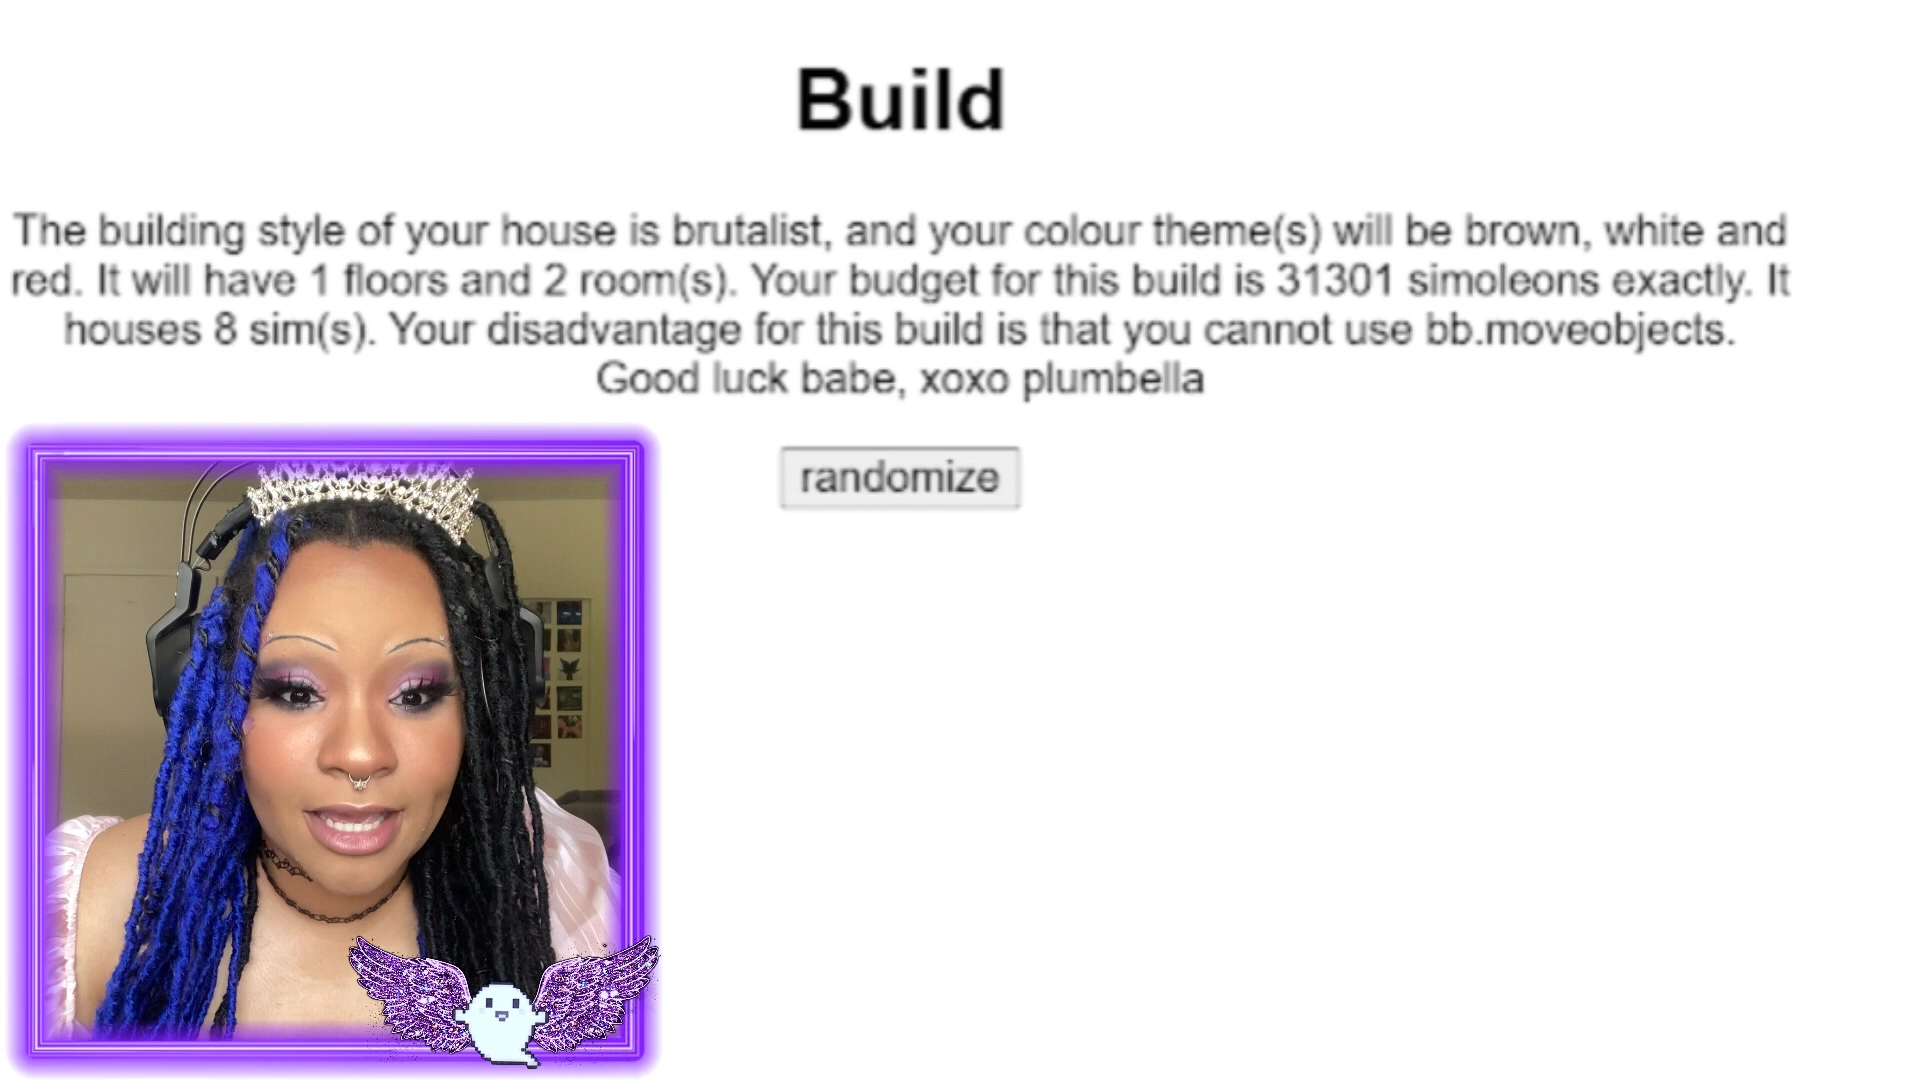 Build
The building style of your house is brutalist, and your colour theme(s) will be brown, white and
red. It will have 1 floors and 2 room(s). Your budget for this build is 31301 simoleons exactly. It
houses 8 sim(s). Your disadvantage for this build is that you cannot use bb.moveobjects.
Good luck babe, xoxo plumbella
randomize